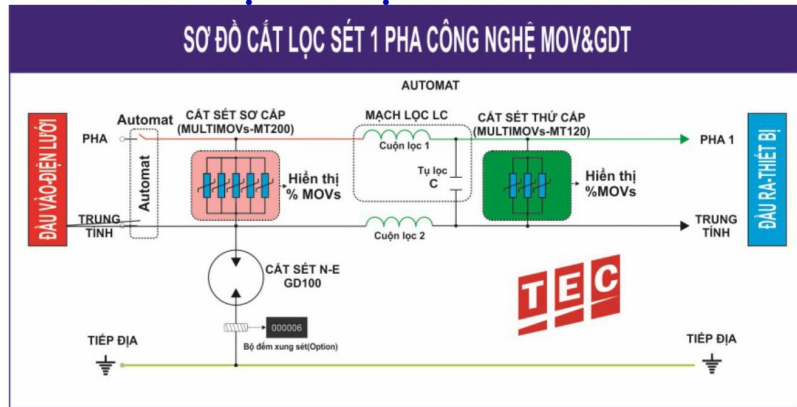 SƠ ĐỒ CẮT LỌC SÉT 1 PHA CÔNG NGHỆ MOV&GDT
AUTOMAT
ĐẦU VÀO-ĐIỆN LƯỚI
PHA
Automat
Automat
CẮT SÉT SƠ CẤP
(MULTIMOVs-MT200)
Hiển thị
% MOVs
MẠCH LỌC LC
Cuộn lọc 1
Tụ lọc
C
Cuộn lọc 2
CẮT SÉT THỨ CẤP
(MULTIMOVs-MT120)
Hiển thị
%MOVs
PHA 1
ĐẦU RA-THIẾT BỊ
TRUNG
TÍNH
TRUNG
TÍNH
CẮT SÉT N-E
GD100
000006
Bộ đếm xung sét(Option)
TEC
TIẾP ĐỊA
TIẾP ĐỊA